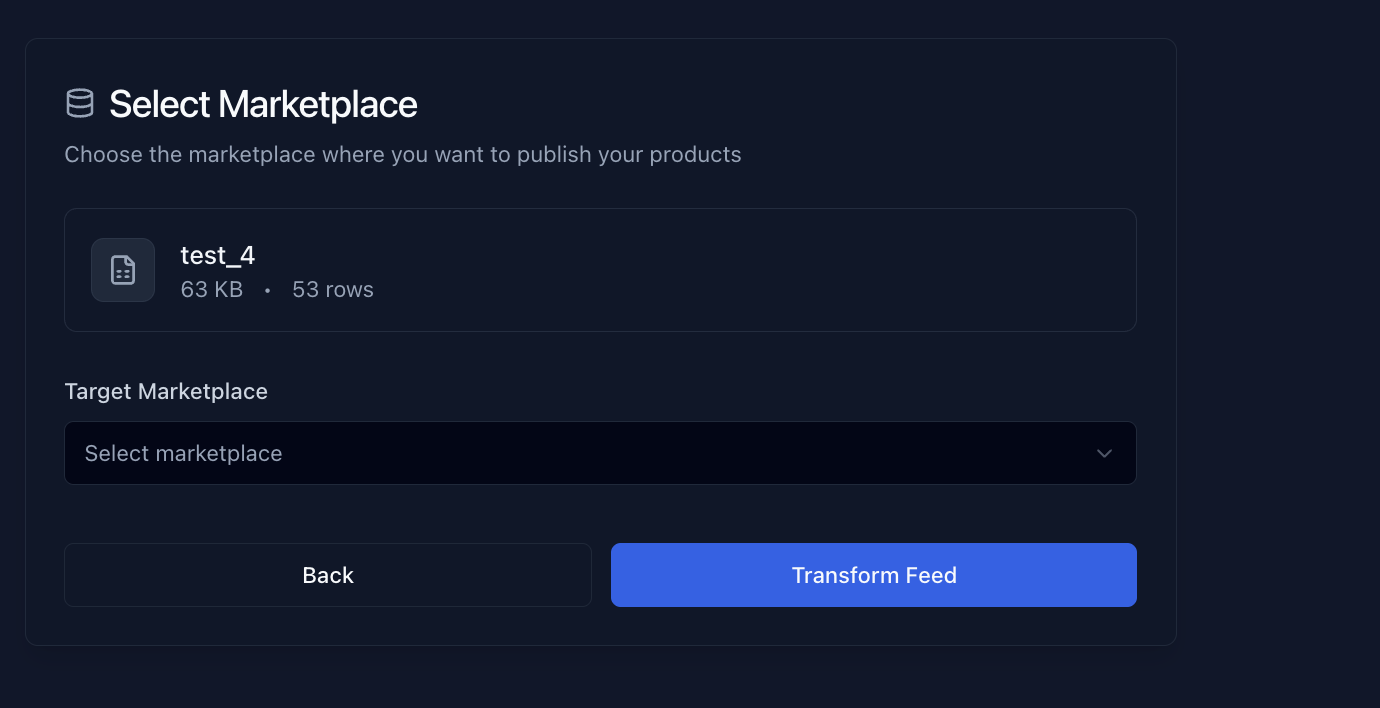 Select Marketplace
Choose the marketplace where you want to publish your products
test_4
63 KB • 53 rows
Target Marketplace
Select marketplace
Back
Transform Feed